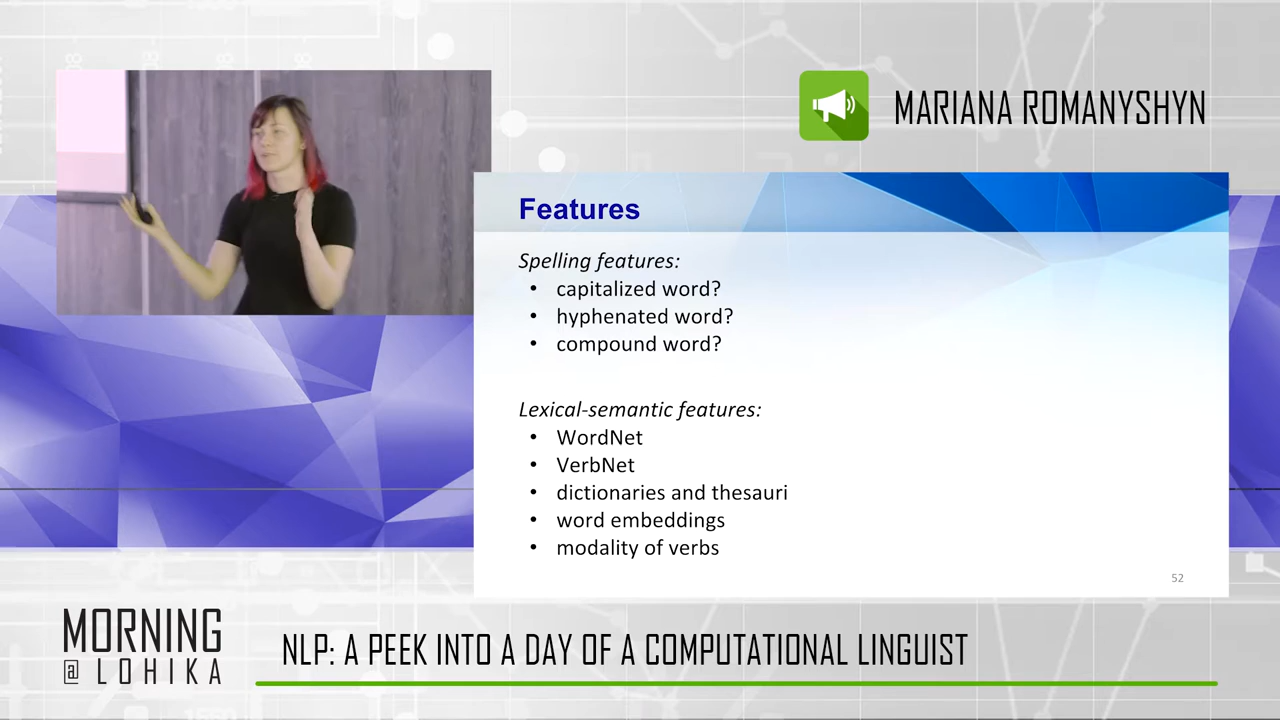 MARIANA ROMANYSHYN
Features
Spelling features:
• capitalized word?
• hyphenated word?
• compound word?
Lexical-semantic features:
• WordNet
• VerbNet
• dictionaries and thesauri
• word embeddings
• modality of verbs
52
MORNING
@ LOHIKA
NLP: A PEEK INTO A DAY OF A COMPUTATIONAL LINGUIST